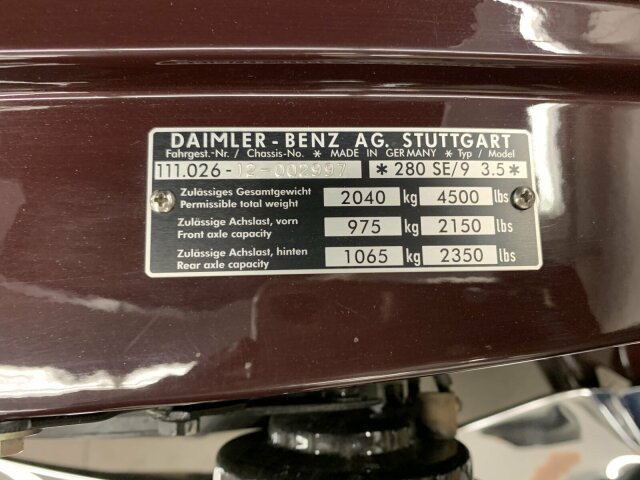 DAIMLER-BENZ AG. STUTTGART
Fahrgest.-Nr. / Chassis-No. * MADE IN GERMANY * Typ / Model
111.026-12-002997 * 280 SE/9 3.5 *
Zulässiges Gesamtgewicht
Permissible total weight 2040 kg 4500 lbs
Zulässige Achslast, vorn
Front axle capacity 975 kg 2150 lbs
Zulässige Achslast, hinten
Rear axle capacity 1065 kg 2350 lbs